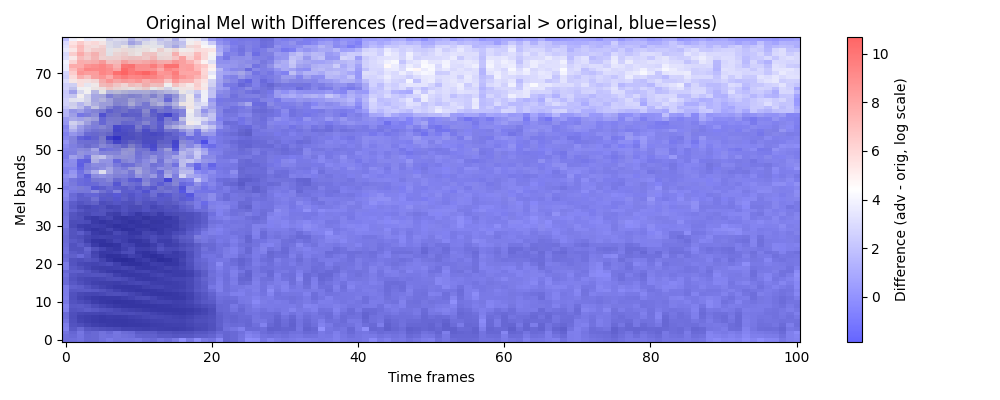 Original Mel with Differences (red=adversarial > original, blue=less)
Mel bands
70
60
50
40
30
20
10
0
0 20 40 60 80 100
Time frames
10
8
6
4
2
0
Difference (adv - orig, log scale)